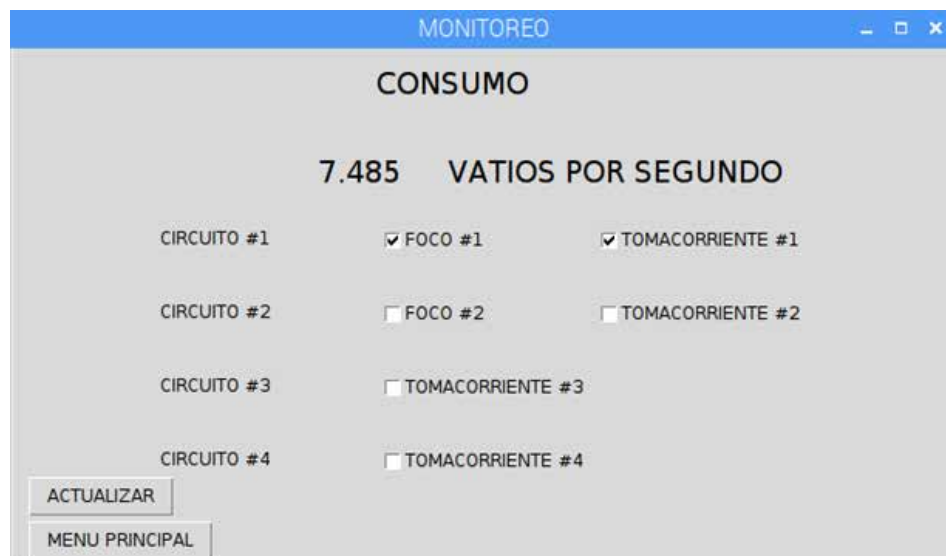 MONITOREO
CONSUMO
7.485 VATIOS POR SEGUNDO
CIRCUITO #1 FOCO #1 TOMACORRIENTE #1
CIRCUITO #2 FOCO #2 TOMACORRIENTE #2
CIRCUITO #3 TOMACORRIENTE #3
CIRCUITO #4 TOMACORRIENTE #4
ACTUALIZAR
MENU PRINCIPAL